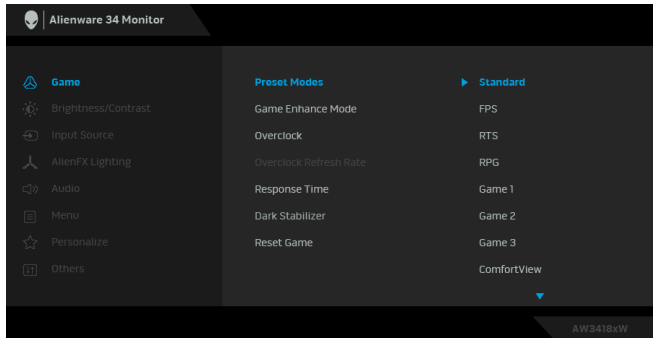 Alienware 34 Monitor
Game
Preset Modes
Standard
Brightness/Contrast
Game Enhance Mode
FPS
Input Source
Overclock
RTS
AlienFX Lighting
Overclock Refresh Rate
RPG
Audio
Response Time
Game 1
Menu
Dark Stabilizer
Game 2
Personalize
Reset Game
Game 3
Others
ComfortView
AW3418xW